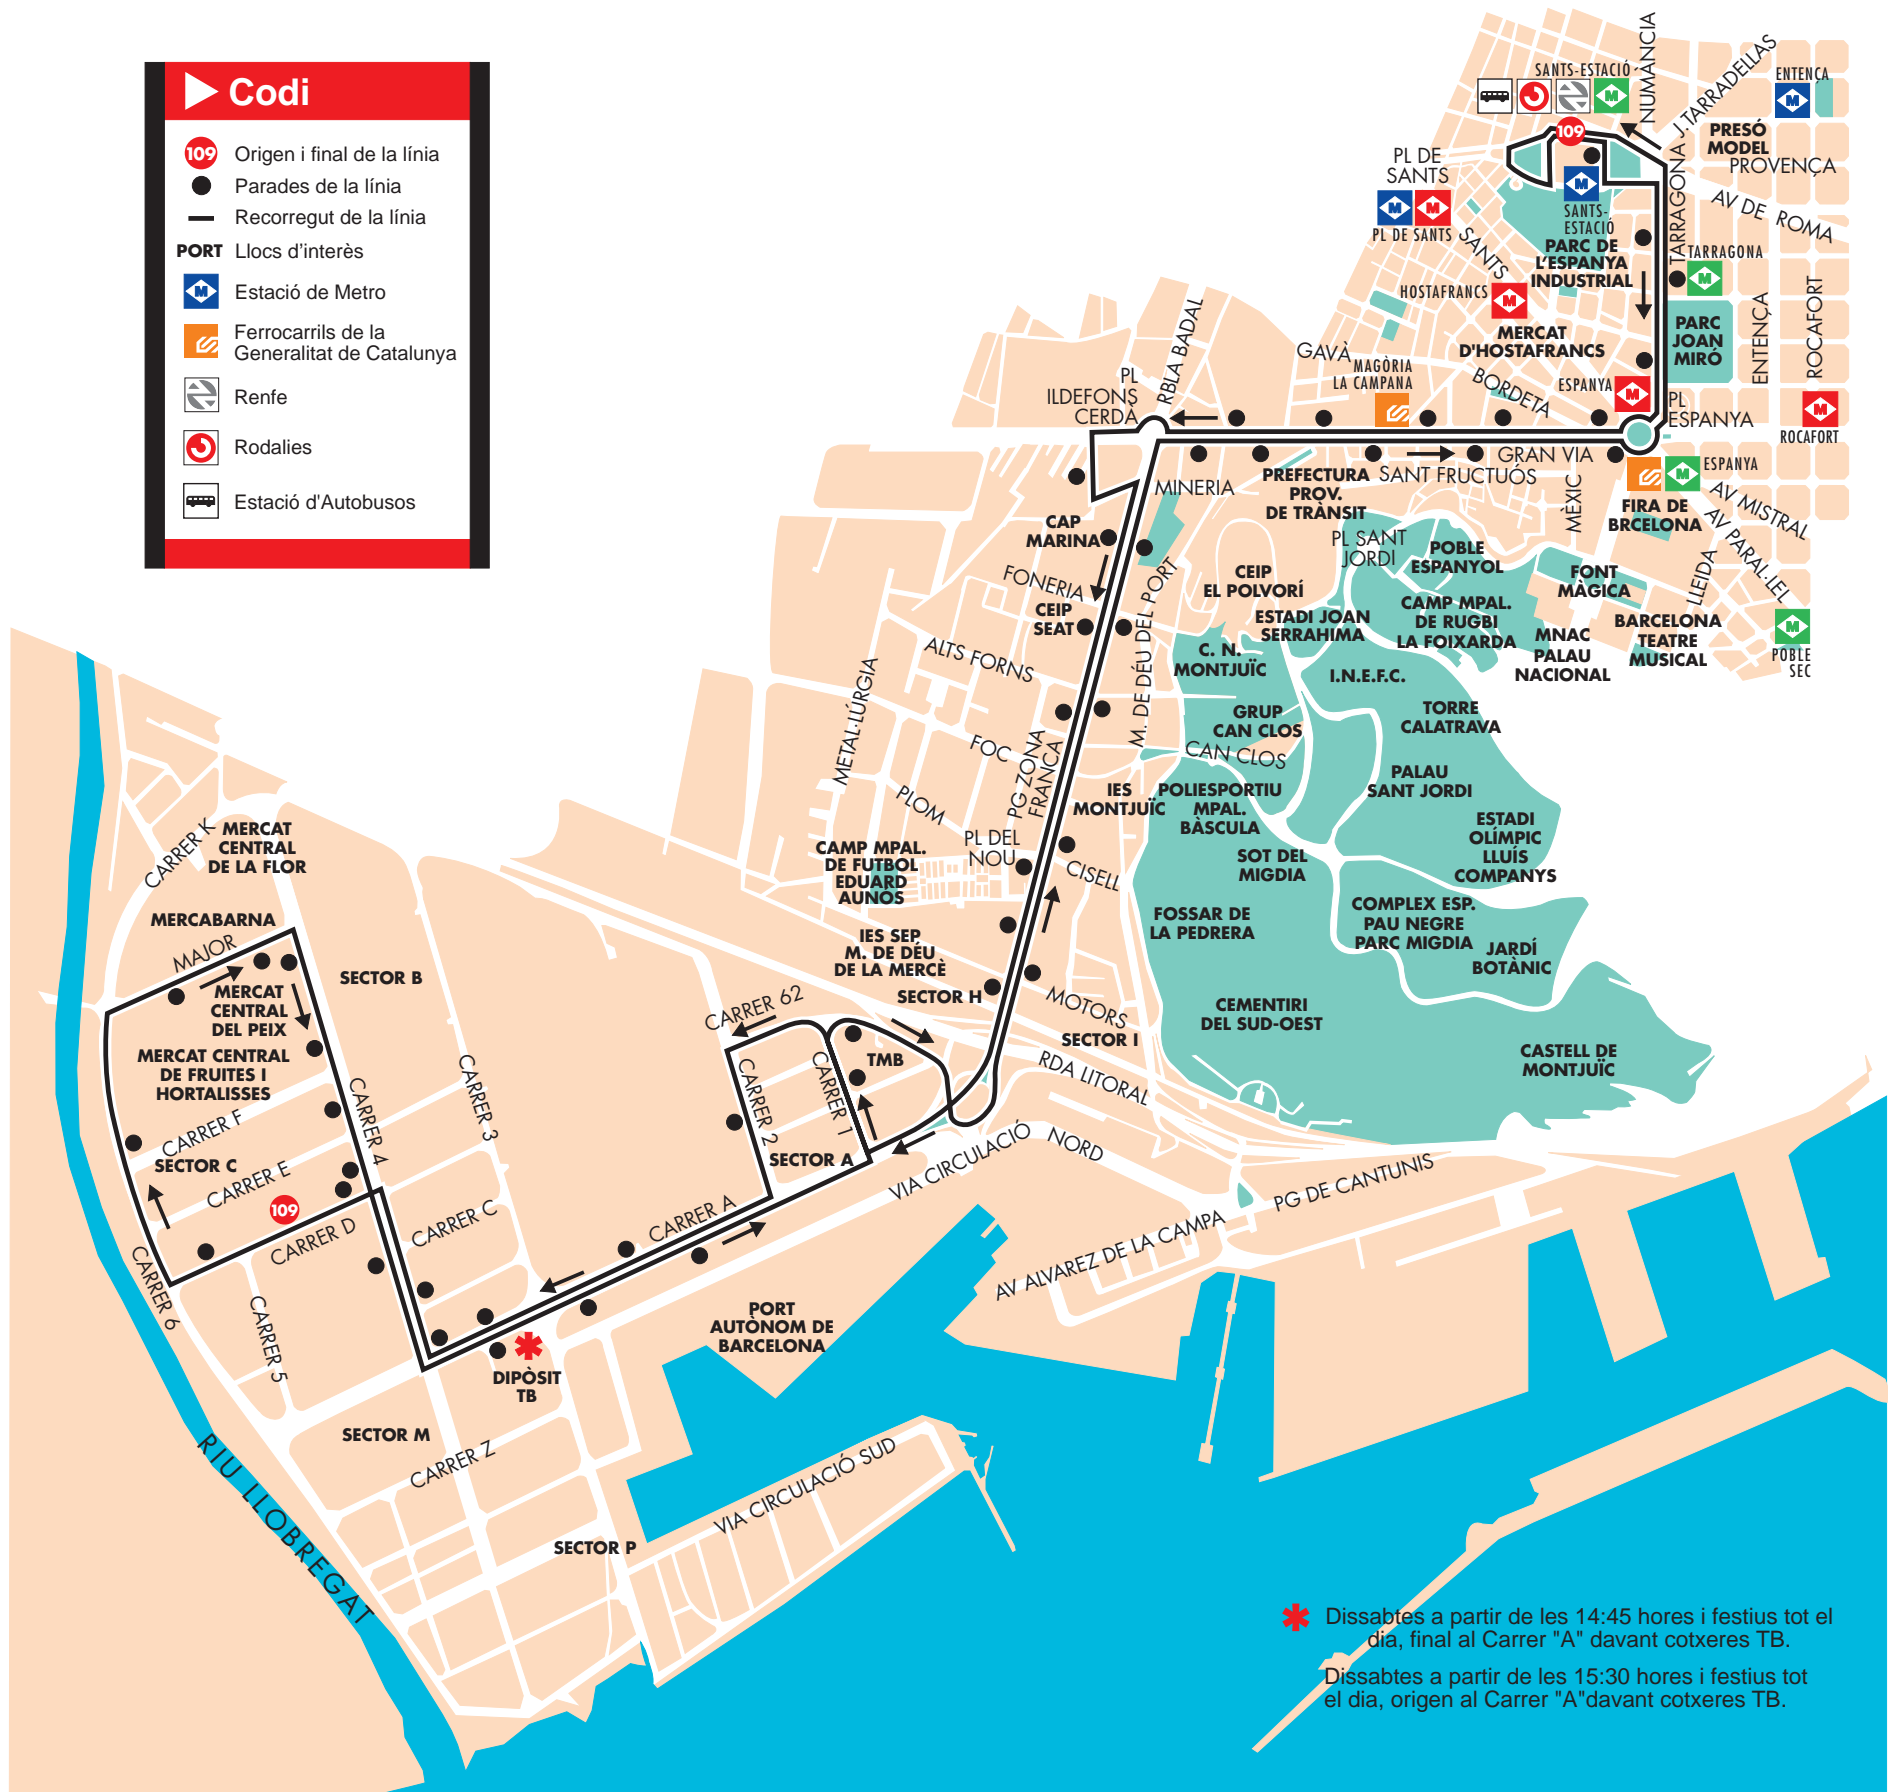 Codi
109 Origen i final de la línia
Parades de la línia
Recorregut de la línia
PORT Llocs d'interès
M Estació de Metro
Ferrocarrils de la
Generalitat de Catalunya
Renfe
Rodalies
Estació d'Autobusos
SANTS-ESTACIÓ
M
109
NUMÀNCIA
J. TARRADELLAS
ENTENÇA
M
PRESÓ
MODEL
PROVENÇA
PL DE
SANTS
M
M
PL DE SANTS
SANTS
M
SANTS-
ESTACIÓ
PARC DE
L'ESPANYA
INDUSTRIAL
TARRAGONA
AV DE ROMA
TARRAGONA
M
HOSTAFRANCS
M
MERCAT
D'HOSTAFRANCS
PARC
JOAN
MIRÓ
ENTENÇA
ROCAFORT
RBLA BADAL
PL
ILDEFONS
CERDÀ
GAVÀ
MAGÒRIA
LA CAMPANA
BORDETA
ESPANYA
M
PL
ESPANYA
M
ROCAFORT
MINERIA
PREFECTURA
PROV.
DE TRÀNSIT
SANT FRUCTUÓS
GRAN VIA
MÈXIC
M
ESPANYA
FIRA DE
BRCELONA
AV MISTRAL
AV PARAL·LEL
LLEIDA
CAP
MARINA
FONERIA
CEIP
SEAT
M. DE DÉU DEL PORT
CEIP
EL POLVORÍ
PL SANT
JORDI
POBLE
ESPANYOL
FONT
MÀGICA
ESTADI JOAN
SERRAHIMA
CAMP MPAL.
DE RUGBI
LA FOIXARDA
MNAC
PALAU
NACIONAL
BARCELONA
TEATRE
MUSICAL
M
POBLE
SEC
ALTS FORNS
C. N.
MONTJUÏC
I.N.E.F.C.
METAL·LÚRGIA
GRUP
CAN CLOS
TORRE
CALATRAVA
FOC
PG ZONA
FRANCA
CAN CLOS
PLOM
IES
MONTJUÏC
POLIESPORTIU
MPAL.
BÀSCULA
PALAU
SANT JORDI
PL DEL
NOU
CISELL
ESTADI
OLÍMPIC
LLUÍS
COMPANYS
SOT DEL
MIGDIA
CAMP MPAL.
DE FUTBOL
EDUARD
AUNÓS
CARRER K
MERCAT
CENTRAL
DE LA FLOR
FOSSAR DE
LA PEDRERA
COMPLEX ESP.
PAU NEGRE
PARC MIGDIA
JARDÍ
BOTÀNIC
MERCABARNA
MAJOR
SECTOR B
MERCAT
CENTRAL
DEL PEIX
IES SEP
M. DE DÉU
DE LA MERCÈ
SECTOR H
MOTORS
SECTOR I
CEMENTIRI
DEL SUD-OEST
CASTELL DE
MONTJUÏC
CARRER 62
MERCAT CENTRAL
DE FRUITES I
HORTALISSES
TMB
CARRER 3
CARRER 2
CARRER 1
RDA LITORAL
CARRER F
CARRER 4
SECTOR C
CARRER E
SECTOR A
VIA CIRCULACIÓ NORD
PG DE CANTUNIS
109
CARRER D
CARRER C
CARRER A
AV ALVAREZ DE LA CAMPA
CARRER 6
CARRER 5
PORT
AUTÒNOM DE
BARCELONA
DIPÒSIT
TB
SECTOR M
CARRER Z
RIU LLOBREGAT
VIA CIRCULACIÓ SUD
SECTOR P
Dissabtes a partir de les 14:45 hores i festius tot el
dia, final al Carrer "A" davant cotxeres TB.
Dissabtes a partir de les 15:30 hores i festius tot
el dia, origen al Carrer "A"davant cotxeres TB.